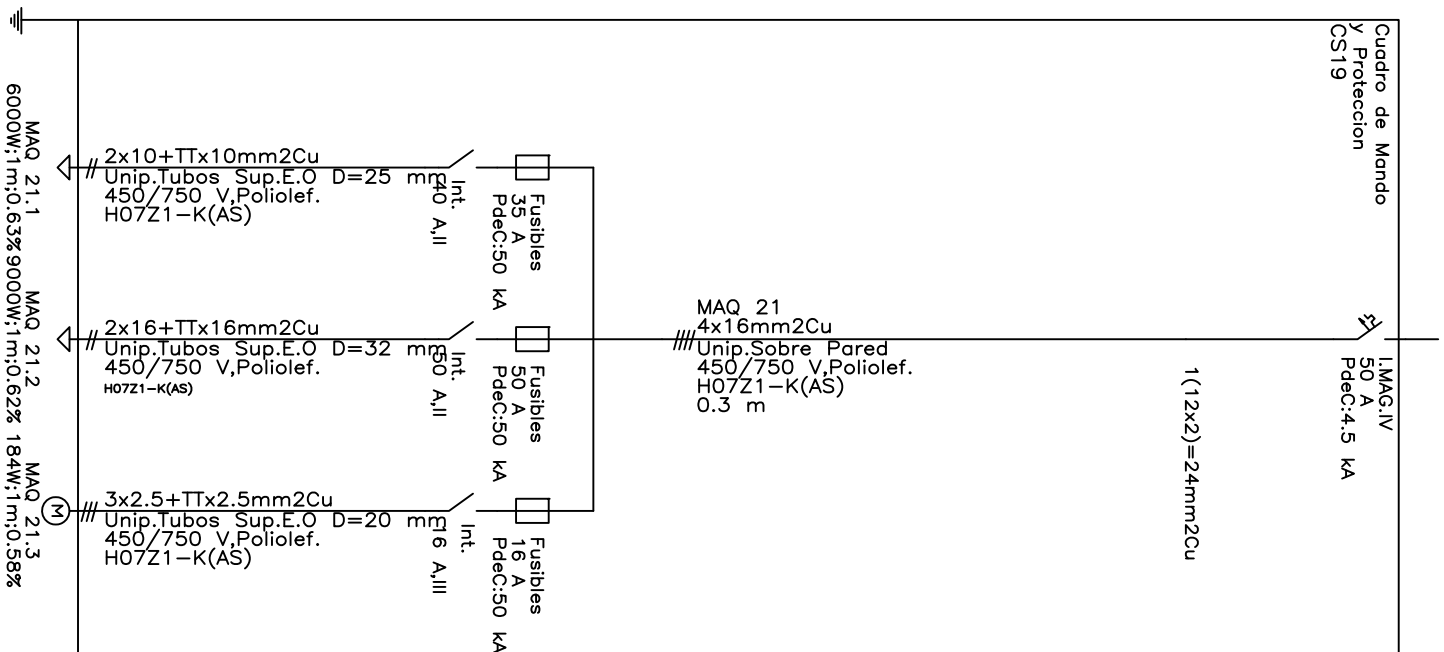 Cuadro de Mando
y Proteccion
CS19
I.MAG.IV
50 A
PdeC:4.5 kA
1(12x2)=24mm2Cu
MAQ 21
4x16mm2Cu
Unip.Sobre Pared
450/750 V,Poliolef.
H07Z1-K(AS)
0.3 m
Fusibles
35 A
PdeC:50 kA
Int.
40 A,II
2x10+TTx10mm2Cu
Unip.Tubos Sup.E.O D=25 mm
450/750 V,Poliolef.
H07Z1-K(AS)
MAQ 21.1
6000W;1m;0.63%
Fusibles
50 A
PdeC:50 kA
Int.
50 A,II
2x16+TTx16mm2Cu
Unip.Tubos Sup.E.O D=32 mm
450/750 V,Poliolef.
H07Z1-K(AS)
MAQ 21.2
9000W;1m;0.62%
Fusibles
16 A
PdeC:50 kA
Int.
16 A,III
3x2.5+TTx2.5mm2Cu
Unip.Tubos Sup.E.O D=20 mm
450/750 V,Poliolef.
H07Z1-K(AS)
M
MAQ 21.3
184W;1m;0.58%